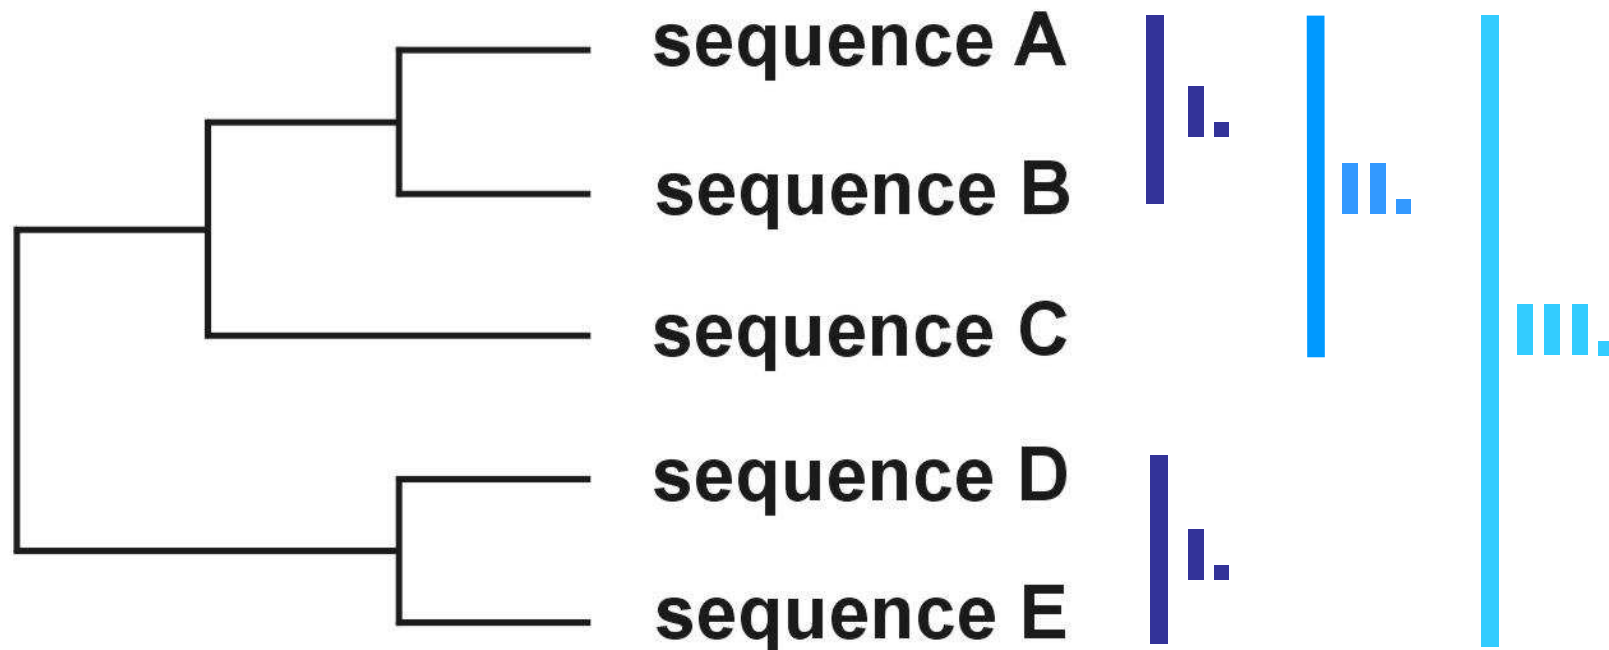 sequence A
I.
sequence B
II.
sequence C
III.
sequence D
I.
sequence E